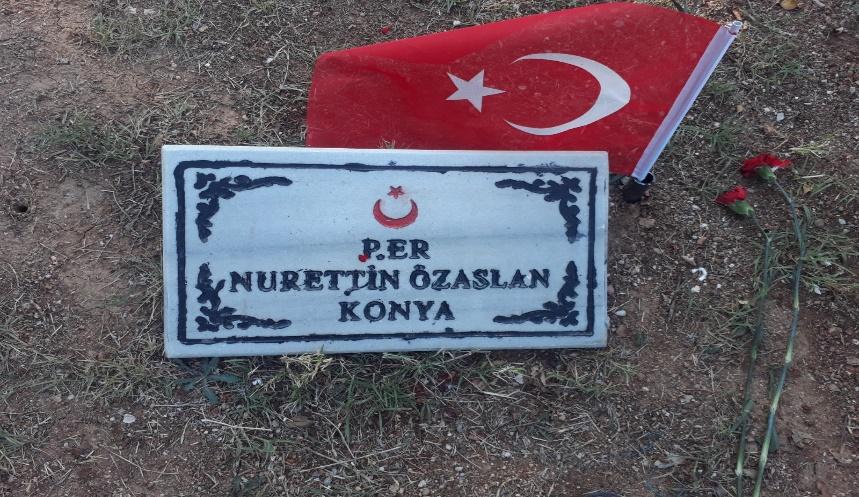 P.ER
NURETTİN ÖZASLAN
KONYA